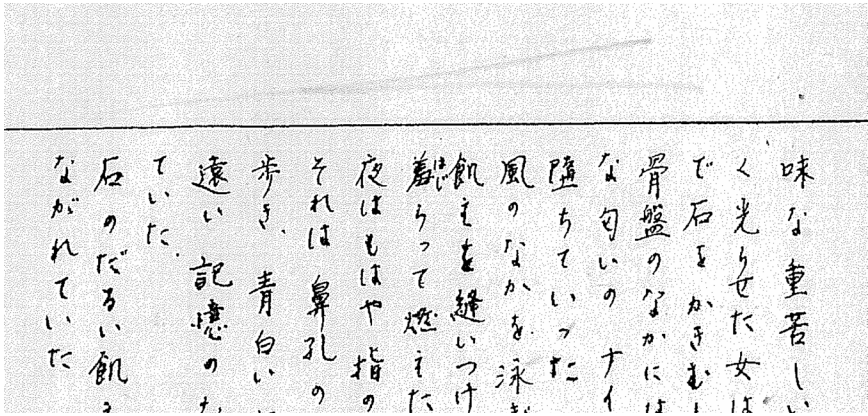 味な重苦しい
く光らせた女は
で石をかきむし
骨盤のなかには
な匂いの ナイ
堕ちていった
風のなかを泳ぎ
飢えを縫いつけ
羞らって燃えた
夜はもはや指の
それは鼻孔の
歩き、青白い
遠い記憶のな
ていた、
石のだるい飢え
ながれていた